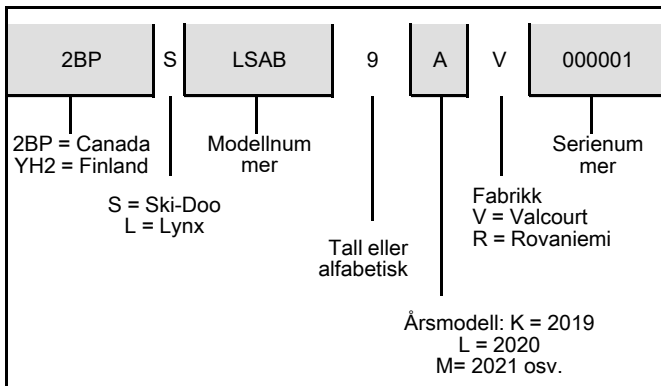 2BP S LSAB 9 A V 000001
2BP = Canada
YH2 = Finland
Modellnum
mer
Serienum
mer
S = Ski-Doo
L = Lynx
Fabrikk
V = Valcourt
R = Rovaniemi
Tall eller
alfabetisk
Årsmodell: K = 2019
L = 2020
M= 2021 osv.